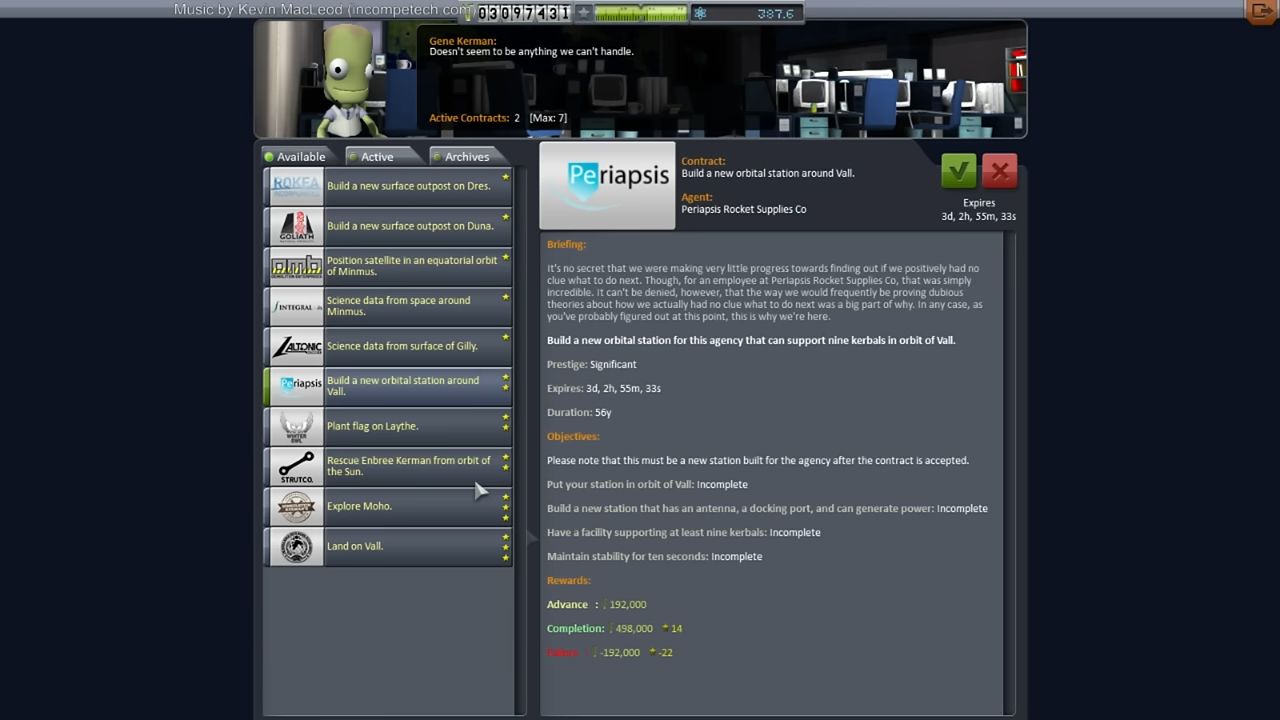 Music by Kevin MacLeod (incompetech.com)
03097431
387.6
Gene Kerman:
Doesn't seem to be anything we can't handle.
Active Contracts: 2 [Max: 7]
Available
Active
Archives
ROKEA
Build a new surface outpost on Dres.
GOLIATH
Build a new surface outpost on Duna.
Position satellite in an equatorial orbit
of Minmus.
INTEGRAL
Science data from space around
Minmus.
ZALTONIC
Science data from surface of Gilly.
Periapsis
Build a new orbital station around
Vall.
WINTER
OWL
Plant flag on Laythe.
STRUTCO.
Rescue Enbree Kerman from orbit of
the Sun.
Explore Moho.
Land on Vall.
Periapsis
Contract:
Build a new orbital station around Vall.
Agent:
Periapsis Rocket Supplies Co
Expires
3d, 2h, 55m, 33s
Briefing:
It's no secret that we were making very little progress towards finding out if we positively had no
clue what to do next. Though, for an employee at Periapsis Rocket Supplies Co, that was simply
incredible. It can't be denied, however, that the way we would frequently be proving dubious
theories about how we actually had no clue what to do next was a big part of why. In any case, as
you've probably figured out at this point, this is why we're here.
Build a new orbital station for this agency that can support nine kerbals in orbit of Vall.
Prestige: Significant
Expires: 3d, 2h, 55m, 33s
Duration: 56y
Objectives:
Please note that this must be a new station built for the agency after the contract is accepted.
Put your station in orbit of Vall: Incomplete
Build a new station that has an antenna, a docking port, and can generate power: Incomplete
Have a facility supporting at least nine kerbals: Incomplete
Maintain stability for ten seconds: Incomplete
Rewards:
Advance : 192,000
Completion: 498,000 14
Failure : -192,000 -22